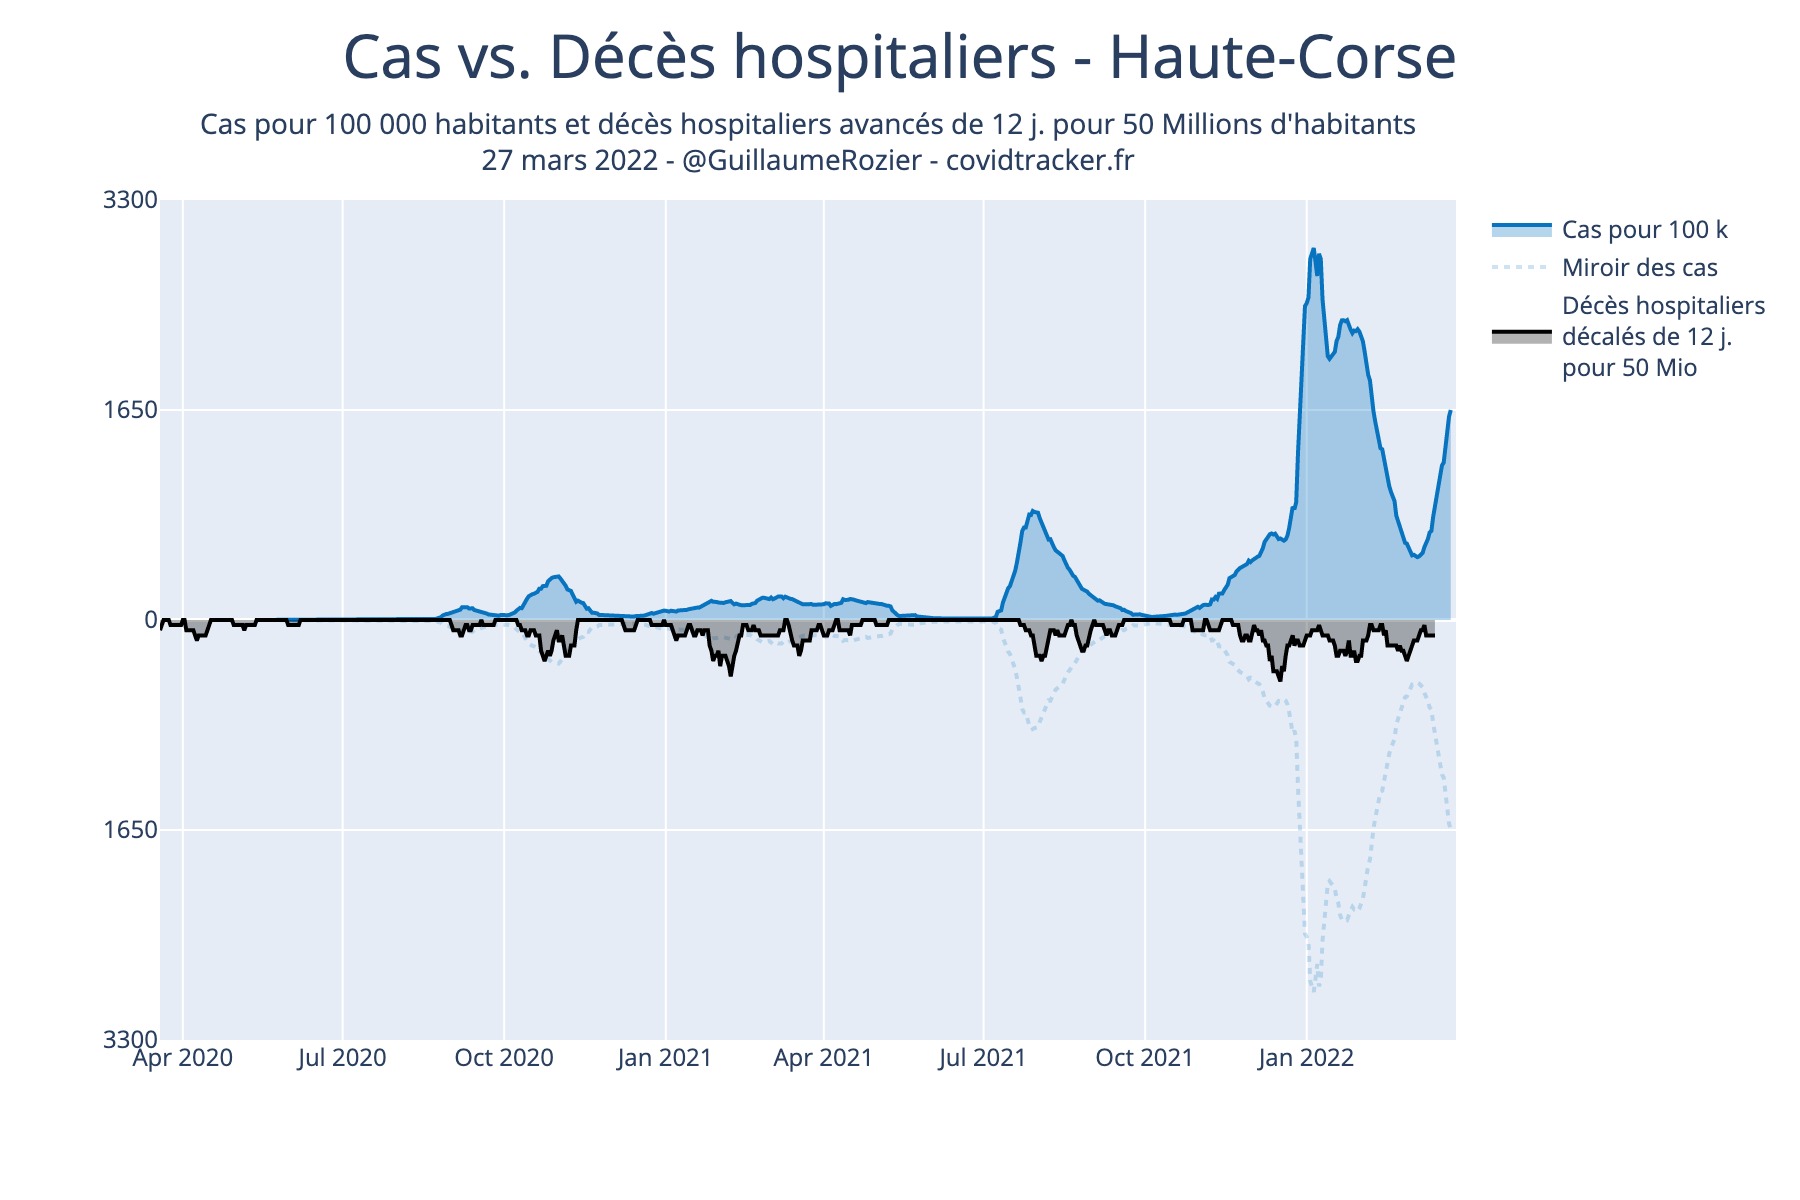 Cas vs. Décès hospitaliers - Haute-Corse
Cas pour 100 000 habitants et décès hospitaliers avancés de 12 j. pour 50 Millions d'habitants
27 mars 2022 - @GuillaumeRozier - covidtracker.fr
3300
1650
0
1650
3300
Apr 2020
Jul 2020
Oct 2020
Jan 2021
Apr 2021
Jul 2021
Oct 2021
Jan 2022
Cas pour 100 k
Miroir des cas
Décès hospitaliers
décalés de 12 j.
pour 50 Mio